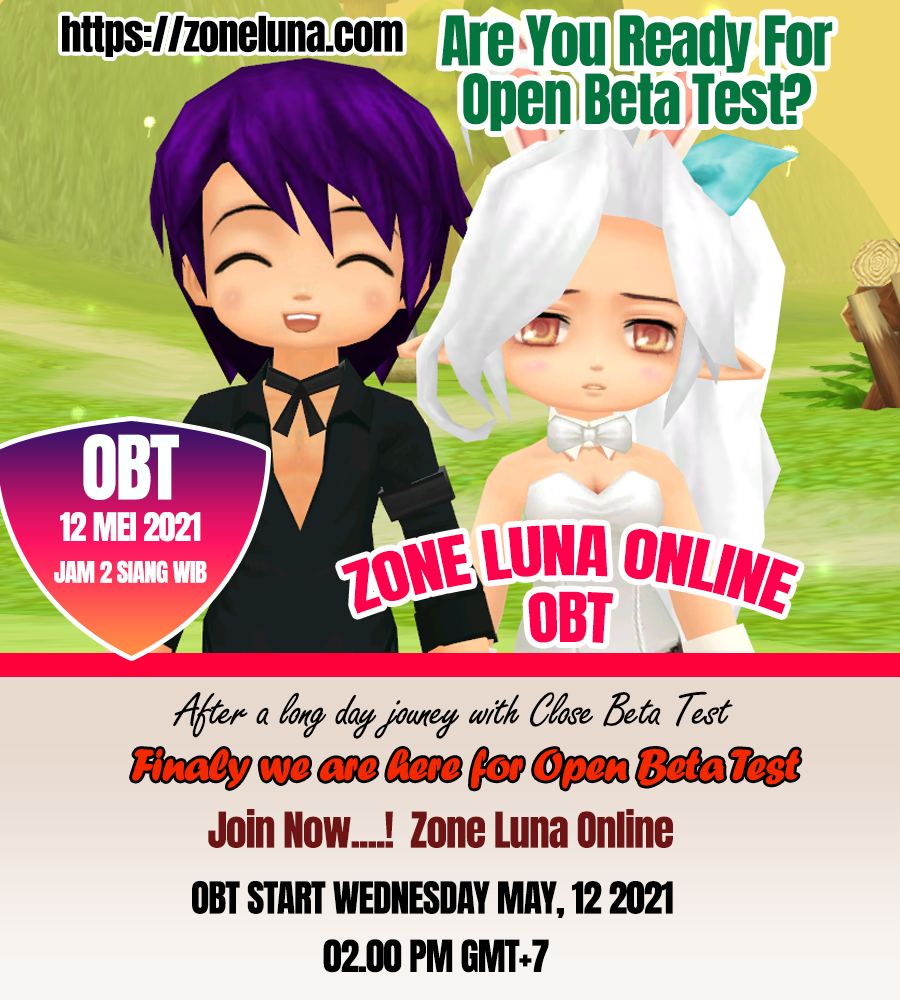 https://zoneluna.com
Are You Ready For
Open Beta Test?
OBT
12 MEI 2021
JAM 2 SIANG WIB
ZONE LUNA ONLINE
OBT
After a long day jouney with Close Beta Test
Finaly we are here for Open Beta Test
Join Now....! Zone Luna Online
OBT START WEDNESDAY MAY, 12 2021
02.00 PM GMT+7